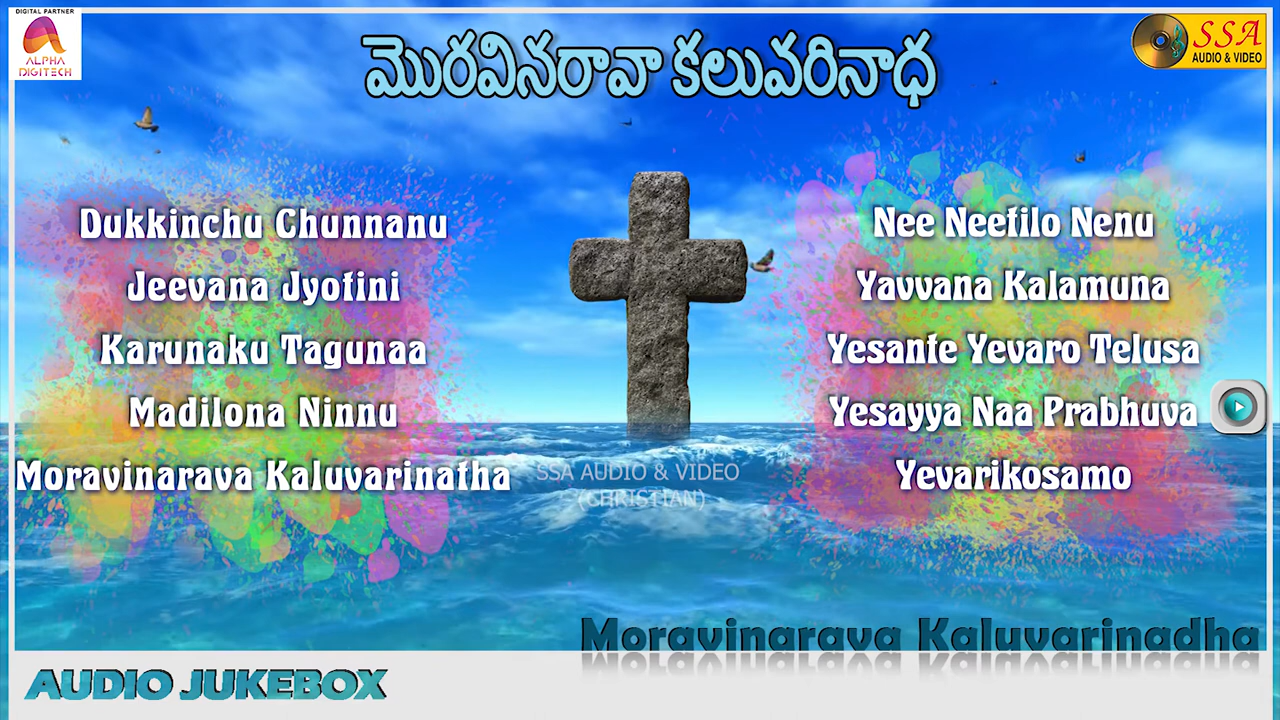 DIGITAL PARTNER
ALPHA
DIGITECH
మొరవినరావా కలువరినాధ
SSA
AUDIO & VIDEO
Dukkinchu Chunnanu
Jeevana Jyotini
Karunaku Tagunaa
Madilona Ninnu
Moravinarava Kaluvarinatha
Nee Neetilo Nenu
Yavvana Kalamuna
Yesante Yevaro Telusa
Yesayya Naa Prabhuva
Yevarikosamo
SSA AUDIO & VIDEO
(CHRISTIAN)
Moravinarava Kaluvarinadha
AUDIO JUKEBOX